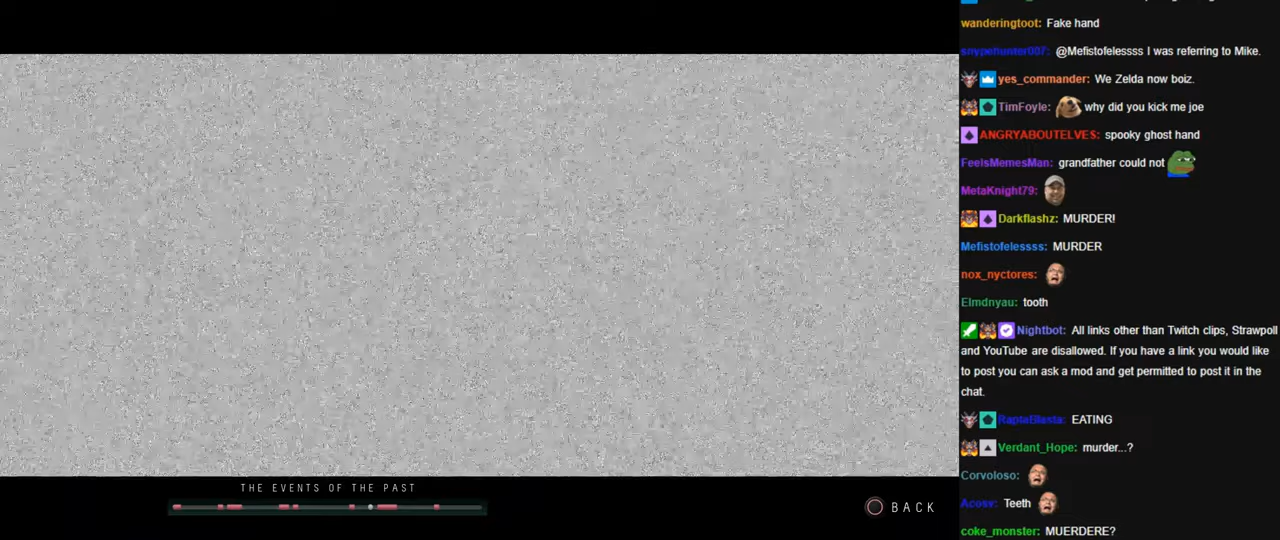 THE EVENTS OF THE PAST
BACK
wanderingtoot: Fake hand
snypehunter007: @Mefistofelessss I was referring to Mike.
yes_commander: We Zelda now boiz.
TimFoyle: why did you kick me joe
ANGRYABOUTELVES: spooky ghost hand
FeelsMemesMan: grandfather could not
MetaKnight79:
Darkflashz: MURDER!
Mefistofelessss: MURDER
nox_nyctores:
Elmdnyau: tooth
Nightbot: All links other than Twitch clips, Strawpoll
and YouTube are disallowed. If you have a link you would like
to post you can ask a mod and get permitted to post it in the
chat.
RaptaBlasta: EATING
Verdant_Hope: murder...?
Corvoloso:
Acosv: Teeth
coke_monster: MUERDERE?